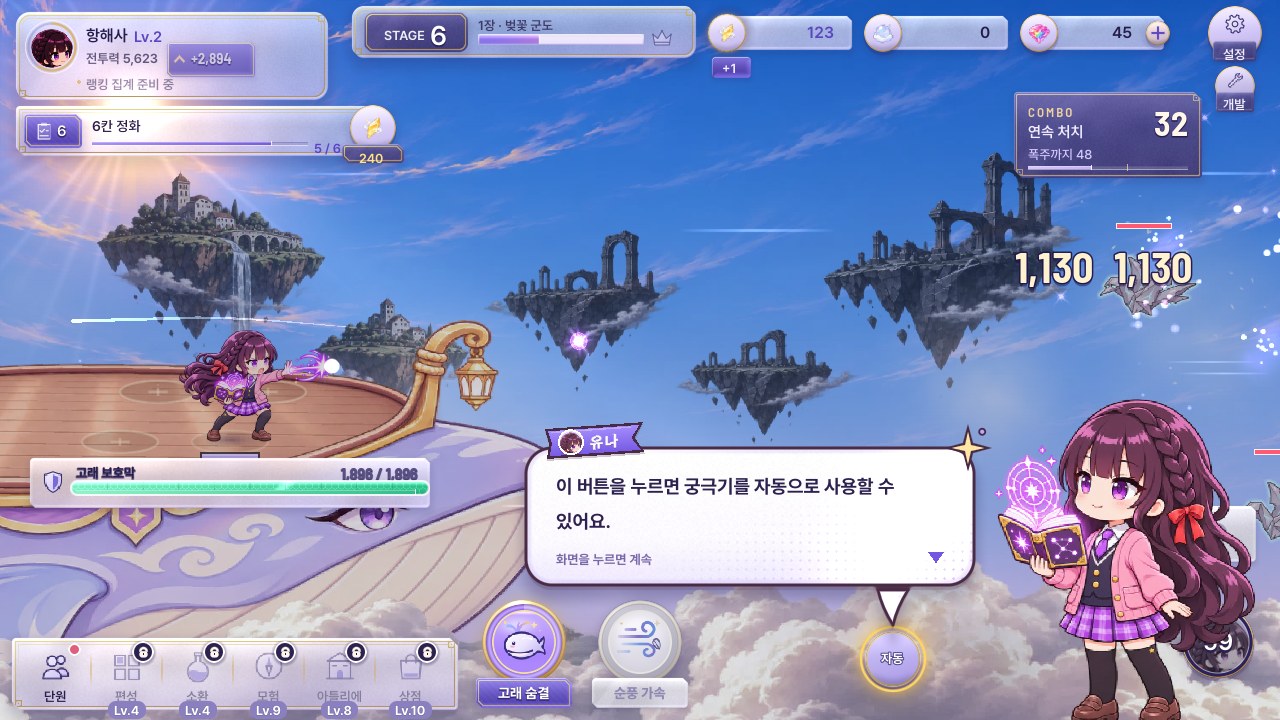 항해사 Lv.2
전투력 5,623
+2,894
랭킹 집계 준비 중
STAGE 6
1장 · 벚꽃 군도
123
+1
0
45
설정
개발
6
6칸 정화
5 / 6
240
COMBO
연속 처치
32
폭주까지 48
1,130
1,130
고래 보호막
1,896 / 1,896
유나
이 버튼을 누르면 궁극기를 자동으로 사용할 수
있어요.
화면을 누르면 계속
자동
고래 숨결
순풍 가속
단원
편성
Lv.4
소환
Lv.4
모험
Lv.9
아틀리에
Lv.8
상점
Lv.10